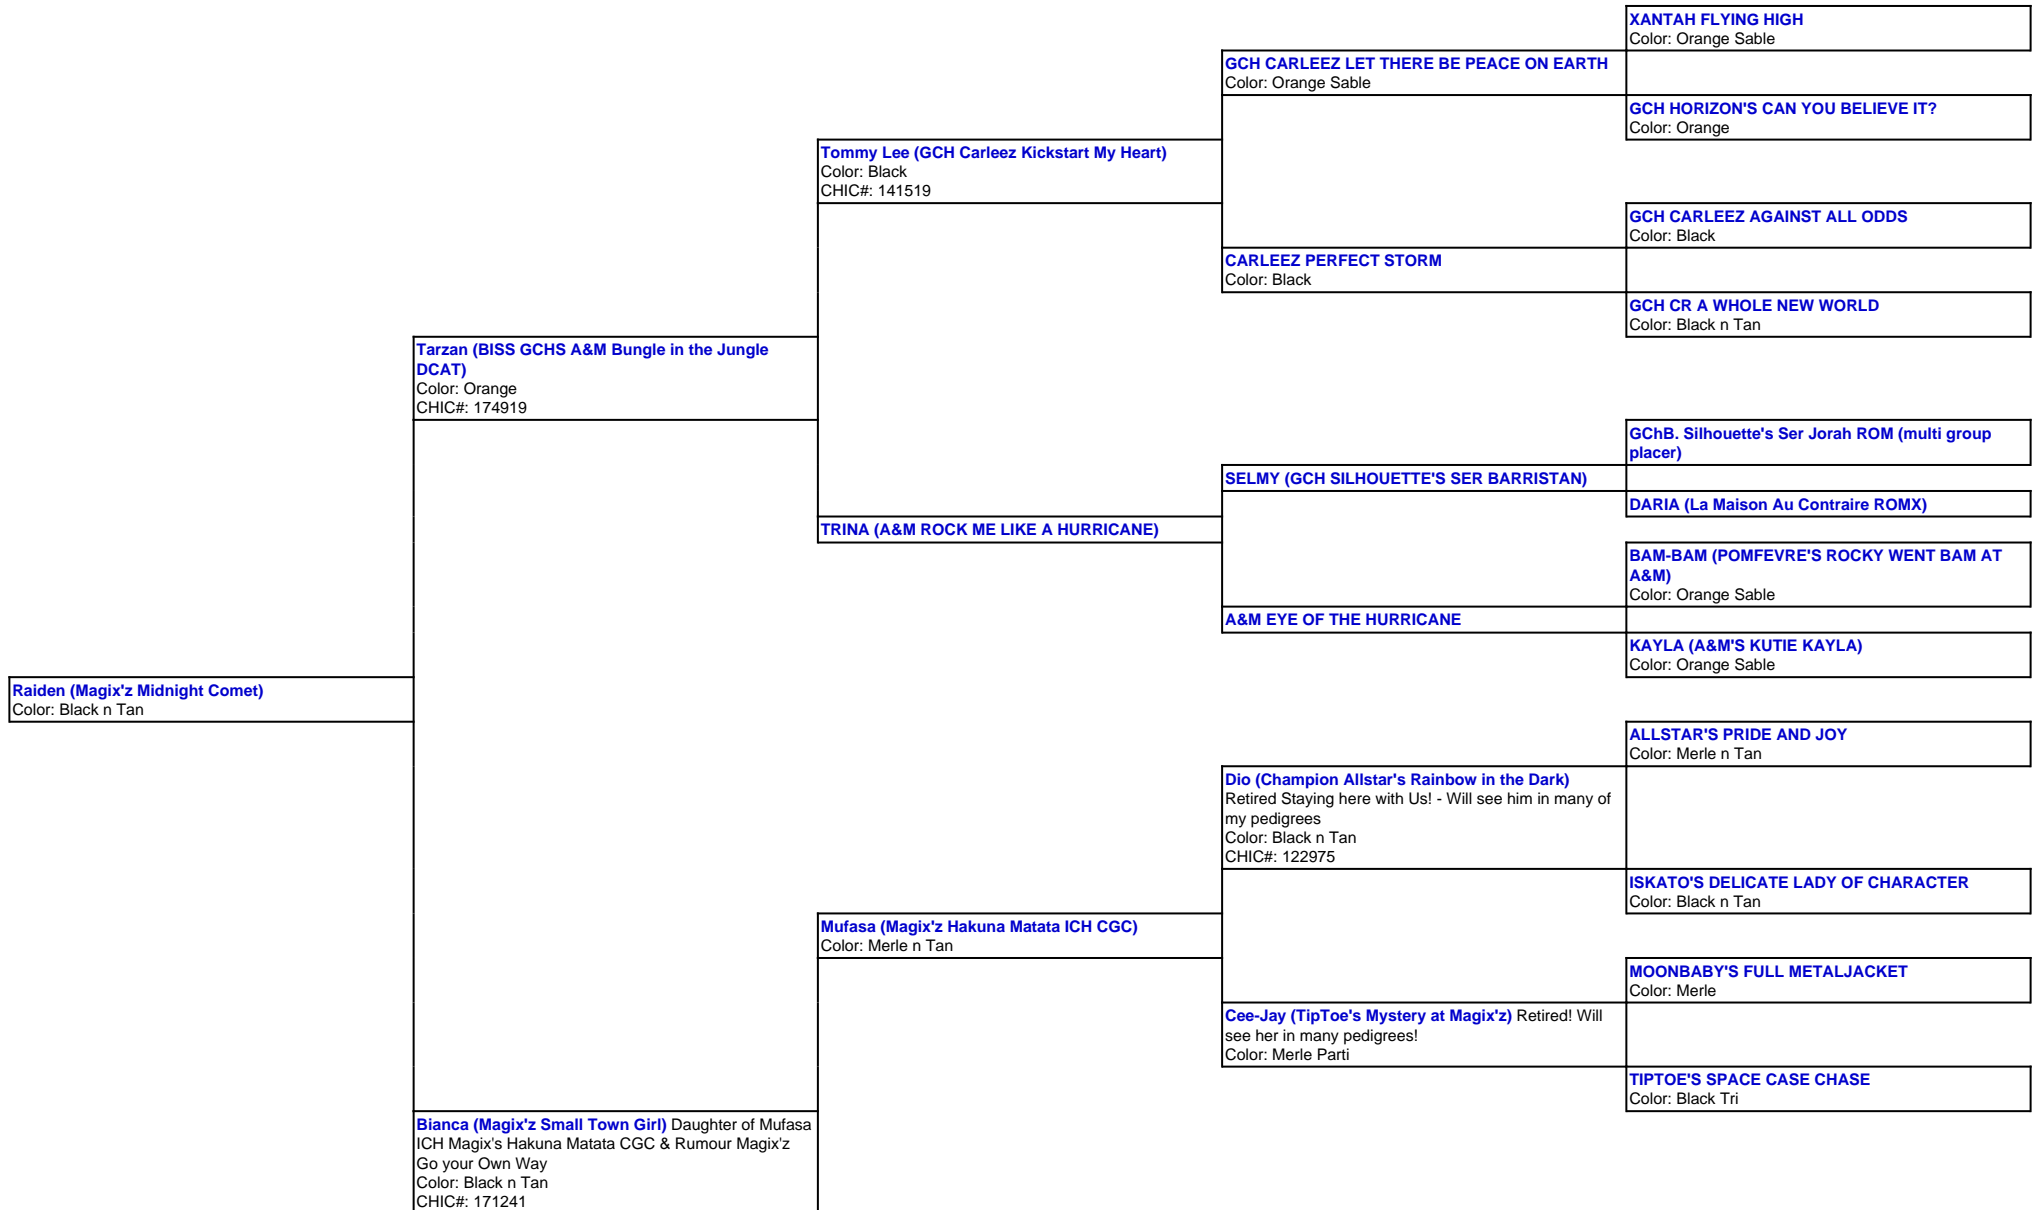 XANTAH FLYING HIGH
Color: Orange Sable
GCH CARLEEZ LET THERE BE PEACE ON EARTH
Color: Orange Sable
GCH HORIZON'S CAN YOU BELIEVE IT?
Color: Orange
Tommy Lee (GCH Carleez Kickstart My Heart)
Color: Black
CHIC#: 141519
GCH CARLEEZ AGAINST ALL ODDS
Color: Black
CARLEEZ PERFECT STORM
Color: Black
GCH CR A WHOLE NEW WORLD
Color: Black n Tan
Tarzan (BISS GCHS A&M Bungle in the Jungle
DCAT)
Color: Orange
CHIC#: 174919
GChB. Silhouette's Ser Jorah ROM (multi group
placer)
SELMY (GCH SILHOUETTE'S SER BARRISTAN)
DARIA (La Maison Au Contraire ROMX)
TRINA (A&M ROCK ME LIKE A HURRICANE)
BAM-BAM (POMFEVRE'S ROCKY WENT BAM AT
A&M)
Color: Orange Sable
A&M EYE OF THE HURRICANE
KAYLA (A&M'S KUTIE KAYLA)
Color: Orange Sable
Raiden (Magix'z Midnight Comet)
Color: Black n Tan
ALLSTAR'S PRIDE AND JOY
Color: Merle n Tan
Dio (Champion Allstar's Rainbow in the Dark)
Retired Staying here with Us! - Will see him in many of
my pedigrees
Color: Black n Tan
CHIC#: 122975
ISKATO'S DELICATE LADY OF CHARACTER
Color: Black n Tan
Mufasa (Magix'z Hakuna Matata ICH CGC)
Color: Merle n Tan
MOONBABY'S FULL METALJACKET
Color: Merle
Cee-Jay (TipToe's Mystery at Magix'z) Retired! Will
see her in many pedigrees!
Color: Merle Parti
TIPTOE'S SPACE CASE CHASE
Color: Black Tri
Bianca (Magix'z Small Town Girl) Daughter of Mufasa
ICH Magix's Hakuna Matata CGC & Rumour Magix'z
Go your Own Way
Color: Black n Tan
CHIC#: 171241